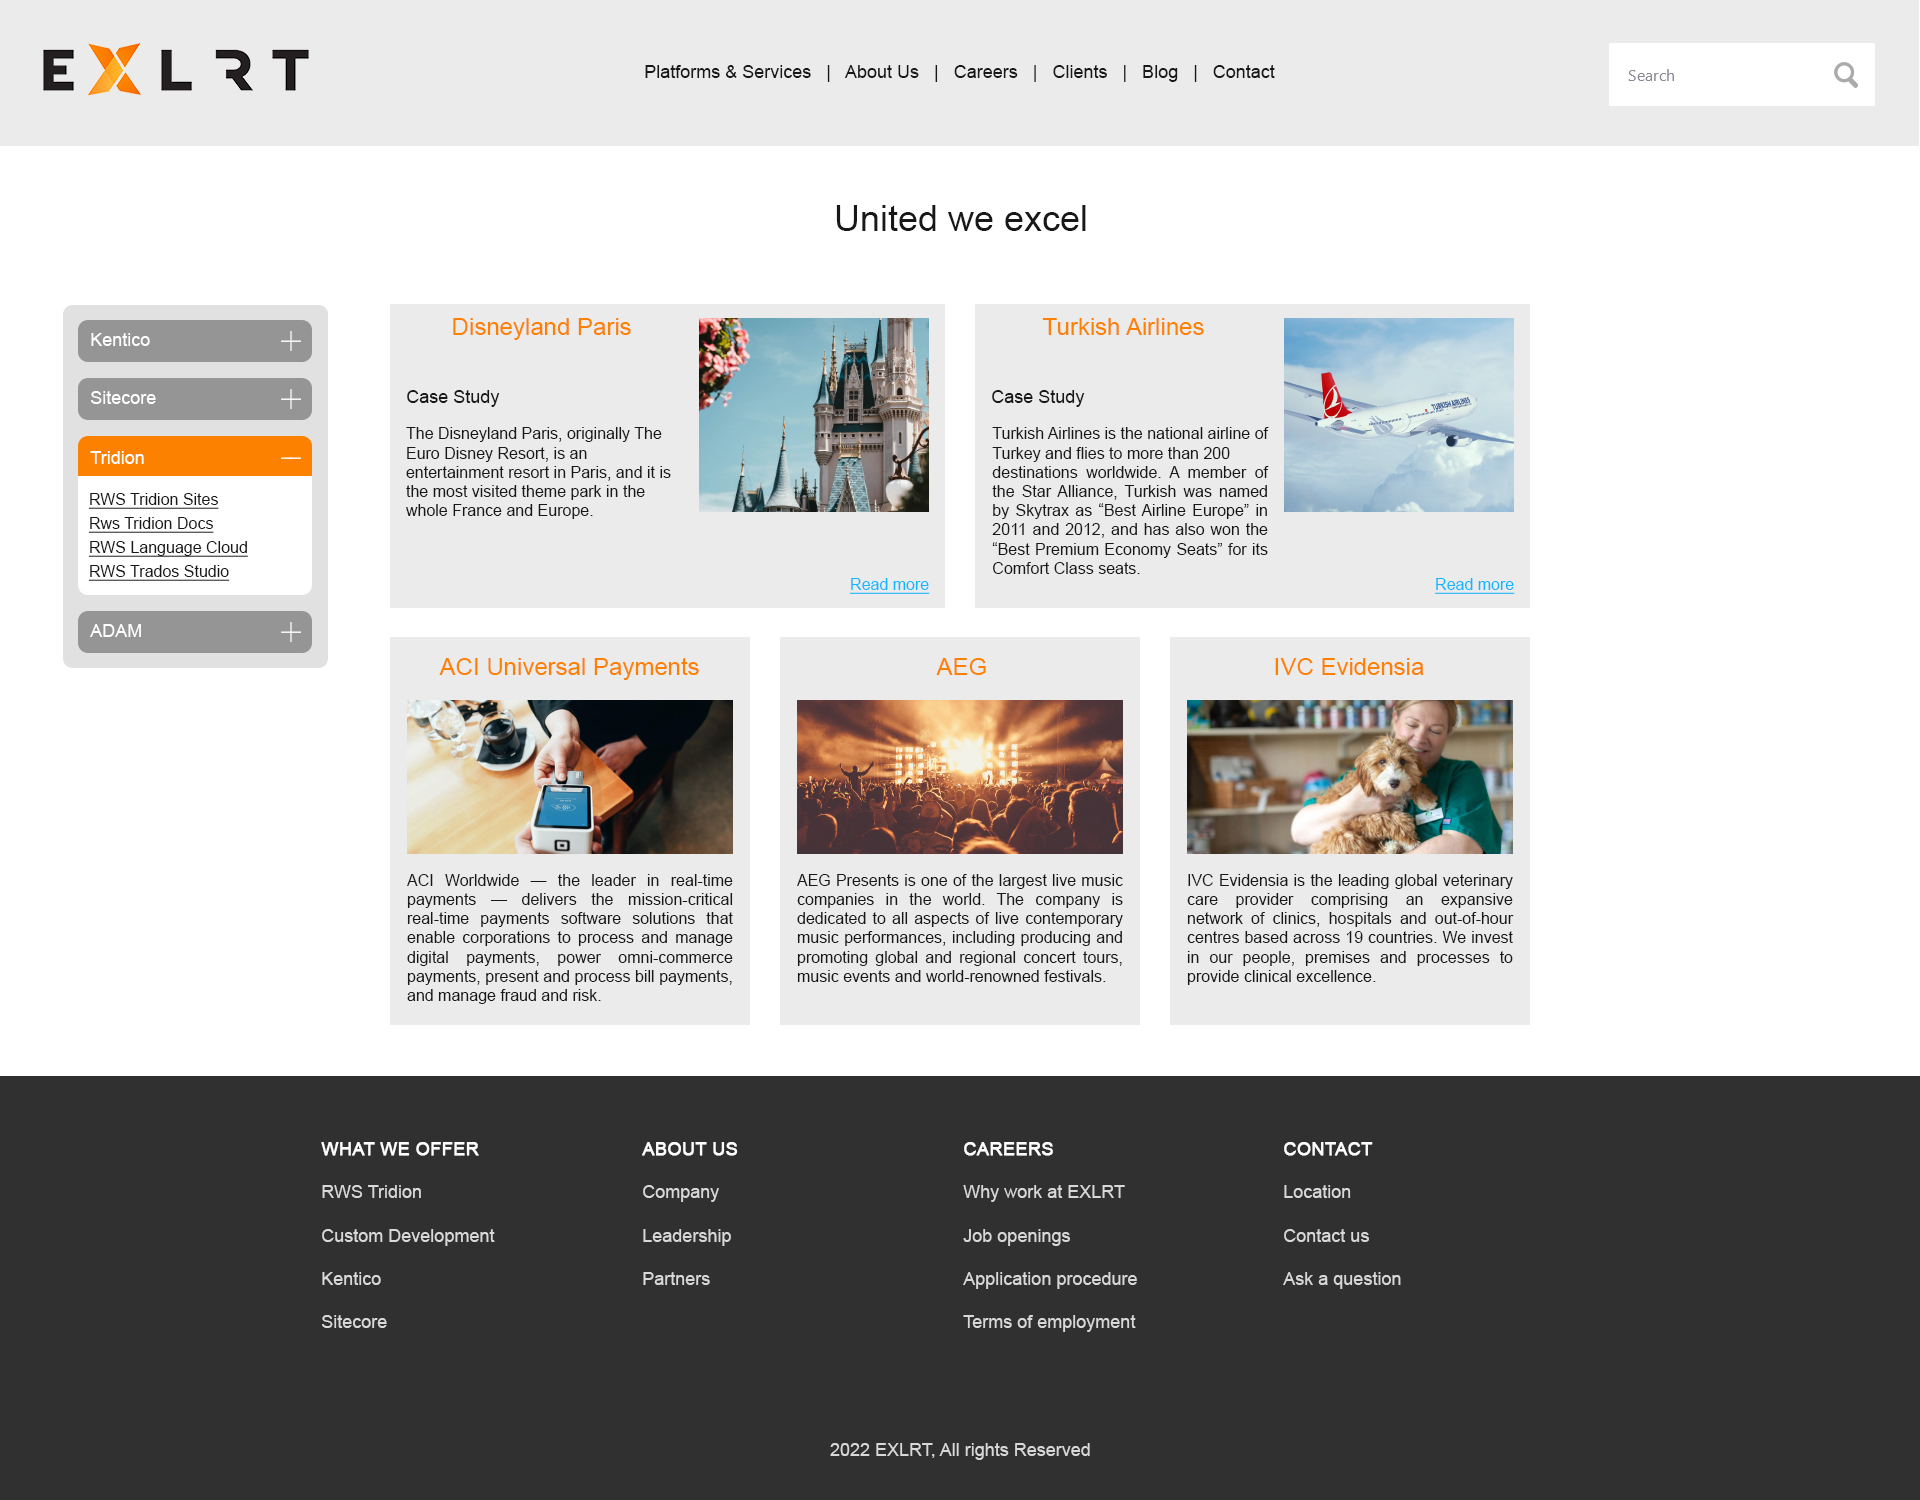 EXLRT
Platforms & Services | About Us | Careers | Clients | Blog | Contact
Search
United we excel
Kentico
Sitecore
Tridion
RWS Tridion Sites
Rws Tridion Docs
RWS Language Cloud
RWS Trados Studio
ADAM
Disneyland Paris
Case Study
The Disneyland Paris, originally The
Euro Disney Resort, is an
entertainment resort in Paris, and it is
the most visited theme park in the
whole France and Europe.
Read more
Turkish Airlines
Case Study
Turkish Airlines is the national airline of
Turkey and flies to more than 200
destinations worldwide. A member of
the Star Alliance, Turkish was named
by Skytrax as “Best Airline Europe” in
2011 and 2012, and has also won the
“Best Premium Economy Seats” for its
Comfort Class seats.
TURKISH AIRLINES
Read more
ACI Universal Payments
ACI Worldwide — the leader in real-time
payments — delivers the mission-critical
real-time payments software solutions that
enable corporations to process and manage
digital payments, power omni-commerce
payments, present and process bill payments,
and manage fraud and risk.
AEG
AEG Presents is one of the largest live music
companies in the world. The company is
dedicated to all aspects of live contemporary
music performances, including producing and
promoting global and regional concert tours,
music events and world-renowned festivals.
IVC Evidensia
IVC Evidensia is the leading global veterinary
care provider comprising an expansive
network of clinics, hospitals and out-of-hour
centres based across 19 countries. We invest
in our people, premises and processes to
provide clinical excellence.
WHAT WE OFFER
RWS Tridion
Custom Development
Kentico
Sitecore
ABOUT US
Company
Leadership
Partners
CAREERS
Why work at EXLRT
Job openings
Application procedure
Terms of employment
CONTACT
Location
Contact us
Ask a question
2022 EXLRT, All rights Reserved